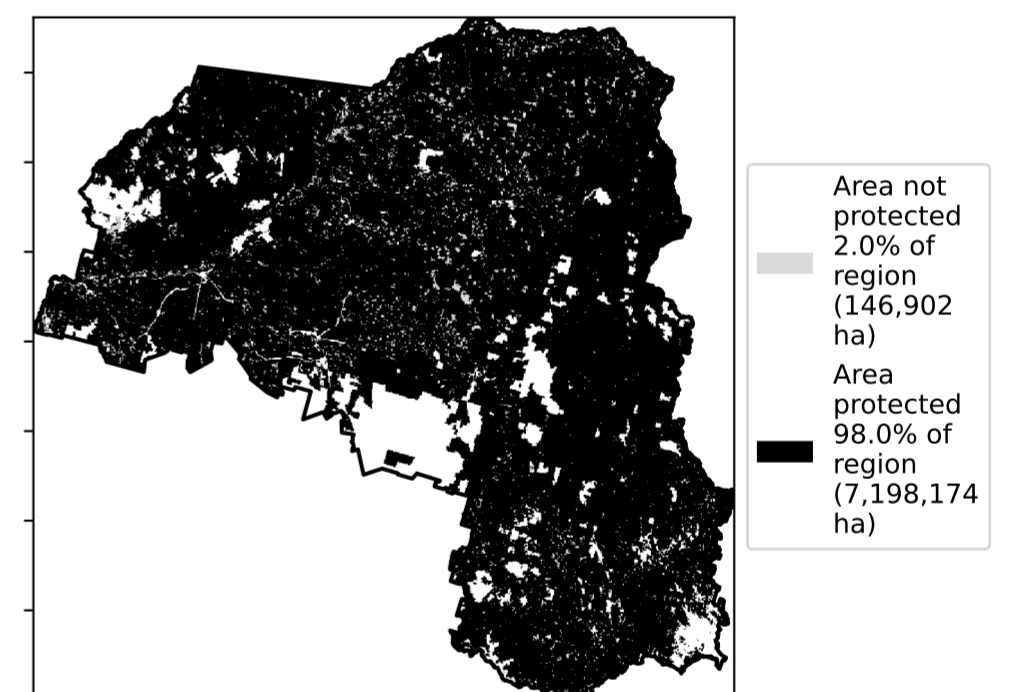 Area not
protected
2.0% of
region
(146,902
ha)
Area
protected
98.0% of
region
(7,198,174
ha)